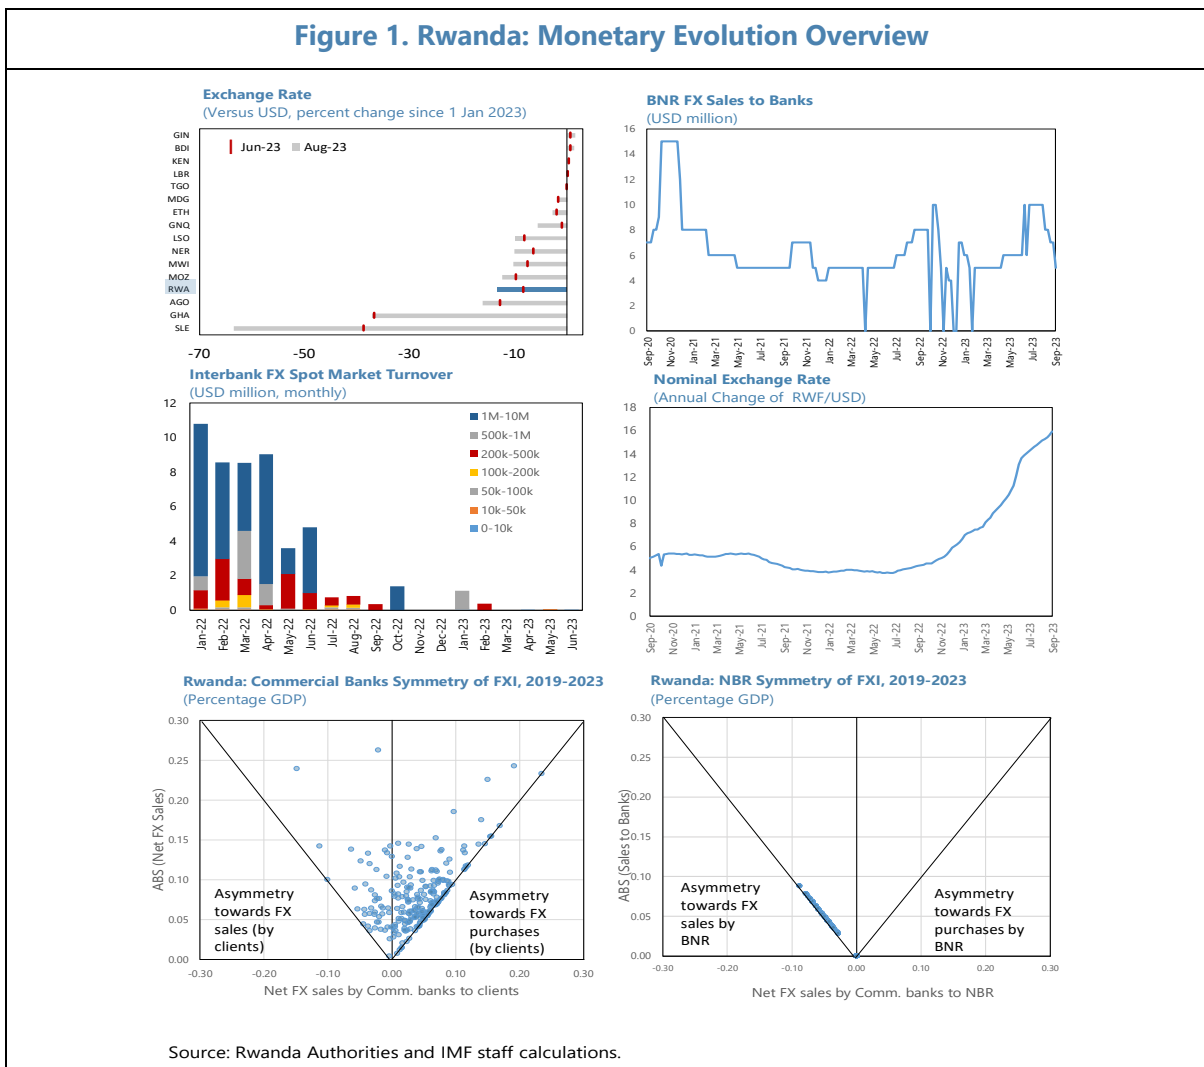 Figure 1. Rwanda: Monetary Evolution Overview
Exchange Rate
(Versus USD, percent change since 1 Jan 2023)
Jun-23 Aug-23
GIN
BDI
KEN
LBR
TGO
MDG
ETH
GNQ
LSO
NER
MWI
MOZ
RWA
AGO
GHA
SLE
-70 -50 -30 -10
BNR FX Sales to Banks
(USD million)
16
14
12
10
8
6
4
2
0
Sep-20 Nov-20 Jan-21 Mar-21 May-21 Jul-21 Sep-21 Nov-21 Jan-22 Mar-22 May-22 Jul-22 Sep-22 Nov-22 Jan-23 Mar-23 May-23 Jul-23 Sep-23
Interbank FX Spot Market Turnover
(USD million, monthly)
12
10
8
6
4
2
0
1M-10M
500k-1M
200k-500k
100k-200k
50k-100k
10k-50k
0-10k
Jan-22 Feb-22 Mar-22 Apr-22 May-22 Jun-22 Jul-22 Aug-22 Sep-22 Oct-22 Nov-22 Dec-22 Jan-23 Feb-23 Mar-23 Apr-23 May-23 Jun-23
Nominal Exchange Rate
(Annual Change of RWF/USD)
18
16
14
12
10
8
6
4
2
0
Sep-20 Nov-20 Jan-21 Mar-21 May-21 Jul-21 Sep-21 Nov-21 Jan-22 Mar-22 May-22 Jul-22 Sep-22 Nov-22 Jan-23 Mar-23 May-23 Jul-23 Sep-23
Rwanda: Commercial Banks Symmetry of FXI, 2019-2023
(Percentage GDP)
ABS (Net FX Sales)
0.30
0.25
0.20
0.15
0.10
0.05
0.00
Asymmetry
towards FX
sales (by
clients)
Asymmetry
towards FX
purchases
(by clients)
-0.30 -0.20 -0.10 0.00 0.10 0.20 0.30
Net FX sales by Comm. banks to clients
Rwanda: NBR Symmetry of FXI, 2019-2023
(Percentage GDP)
ABS (Sales to Banks)
0.30
0.25
0.20
0.15
0.10
0.05
0.00
Asymmetry
towards FX
sales by
BNR
Asymmetry
towards FX
purchases by
BNR
-0.30 -0.20 -0.10 0.00 0.10 0.20 0.30
Net FX sales by Comm. banks to NBR
Source: Rwanda Authorities and IMF staff calculations.